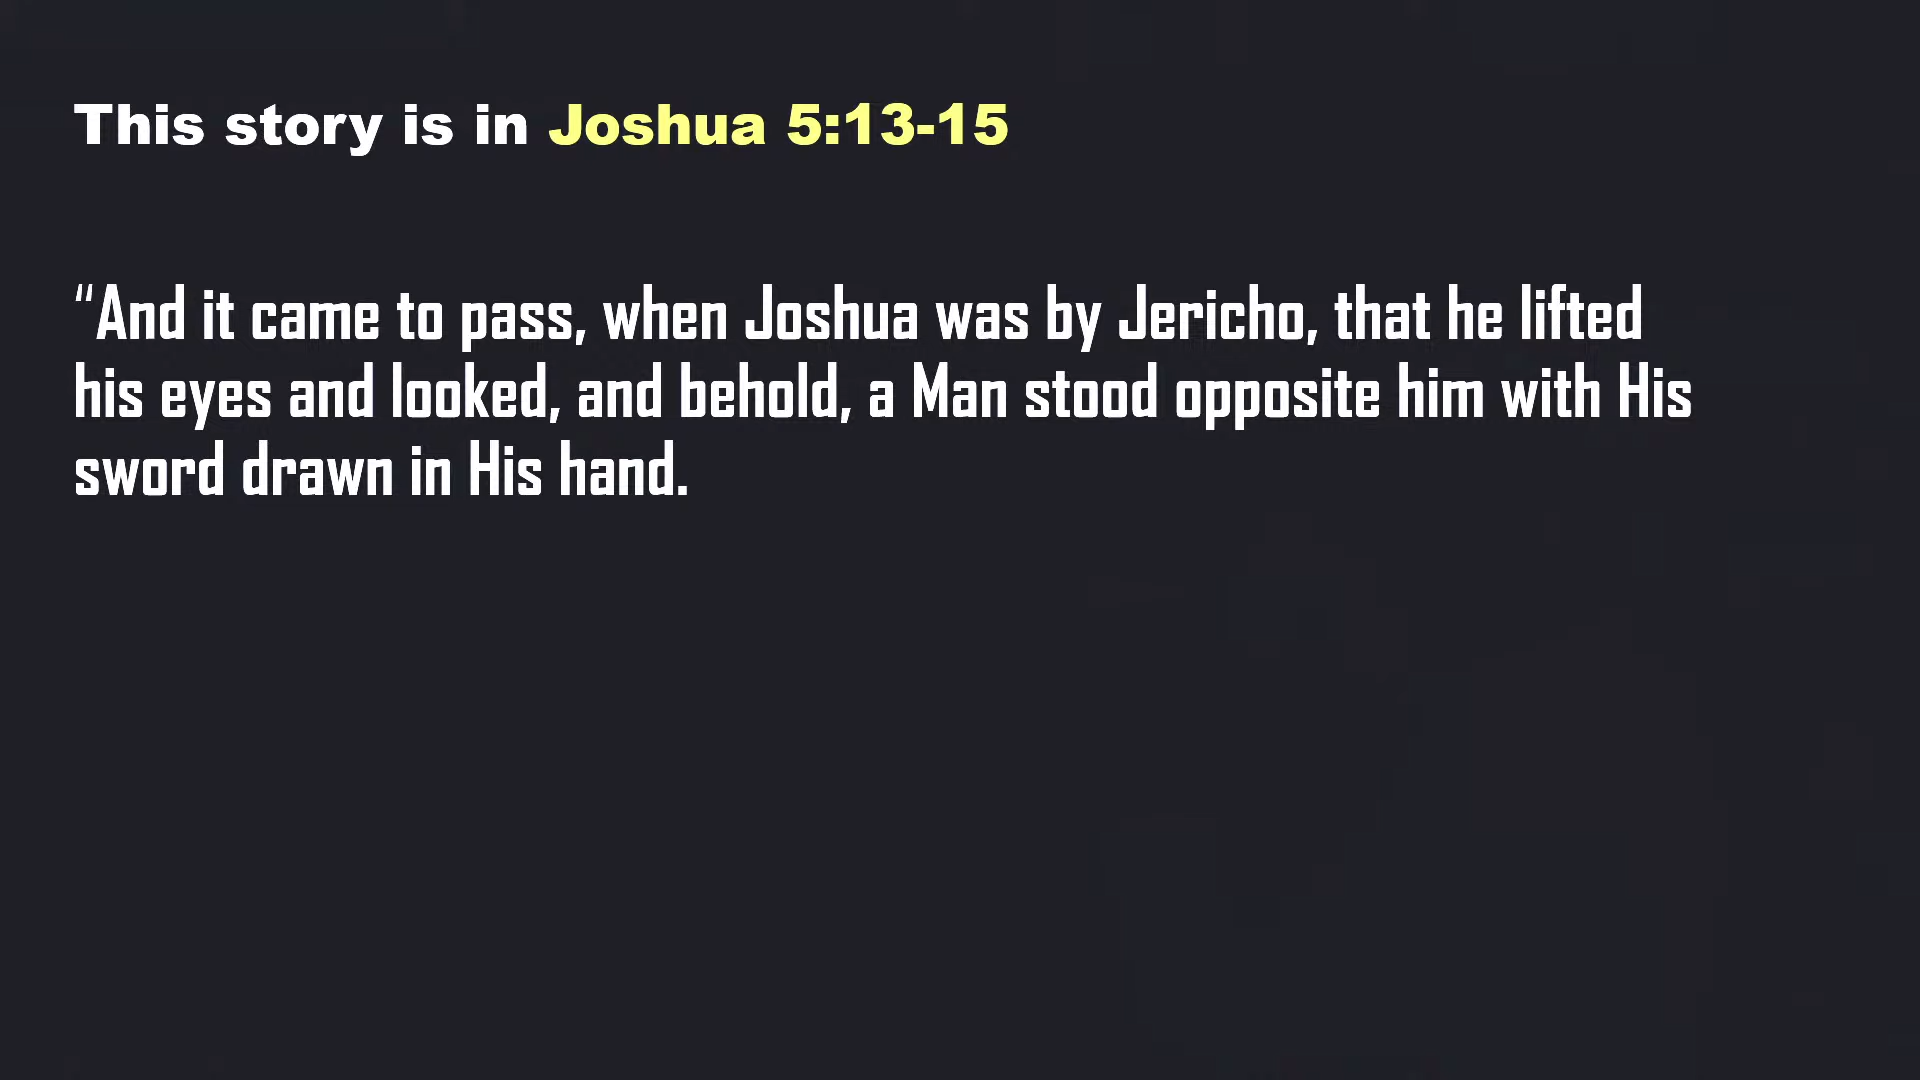 This story is in Joshua 5:13-15
“And it came to pass, when Joshua was by Jericho, that he lifted
his eyes and looked, and behold, a Man stood opposite him with His
sword drawn in His hand.